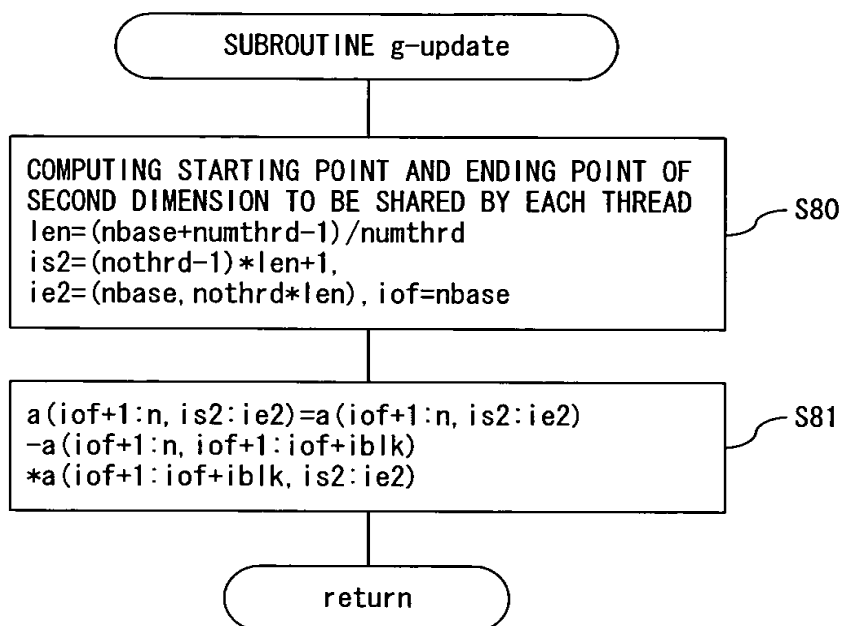 SUBROUTINE g-update
COMPUTING STARTING POINT AND ENDING POINT OF
SECOND DIMENSION TO BE SHARED BY EACH THREAD
len=(nbase+numthrd-1)/numthrd
is2=(nothrd-1)*len+1,
ie2=(nbase,nothrd*len), iof=nbase
S80
a(iof+1:n,is2:ie2)=a(iof+1:n,is2:ie2)
-a(iof+1:n,iof+1:iof+iblk)
*a(iof+1:iof+iblk,is2:ie2)
S81
return